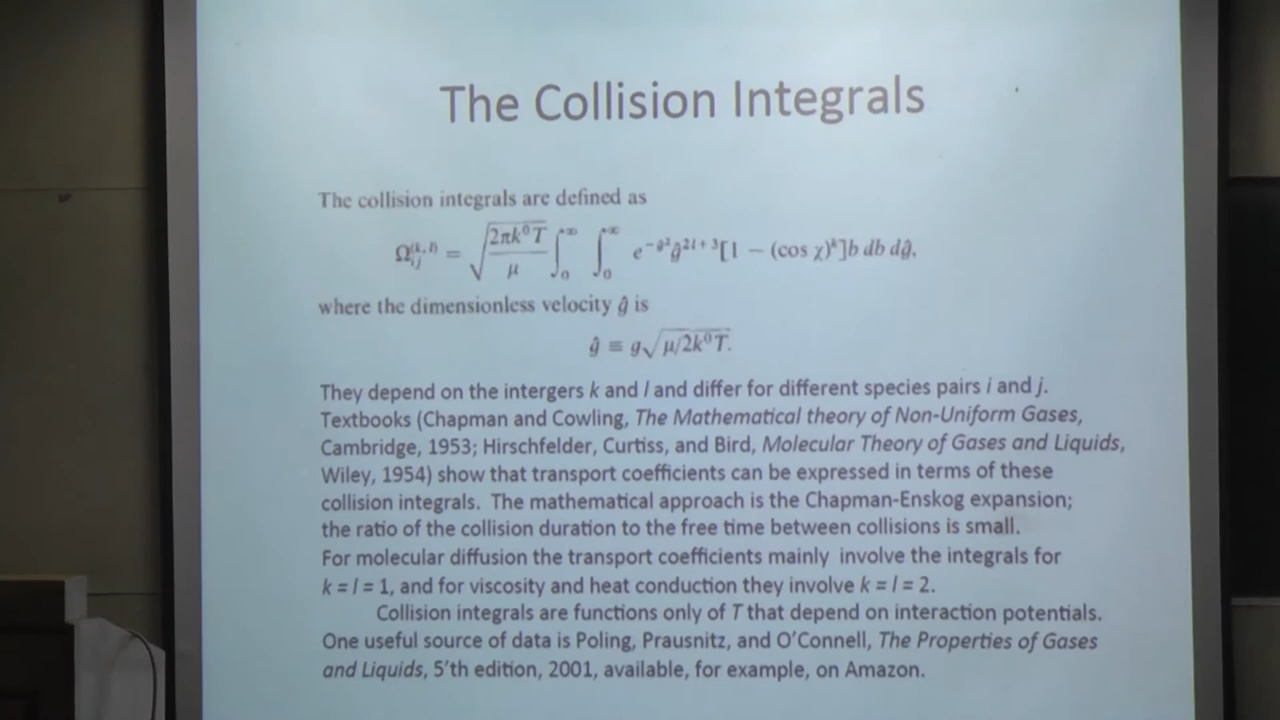 The Collision Integrals
The collision integrals are defined as
Ω_{ij}^{(k, l)} = √(2πk⁰T/μ) ∫₀^∞ ∫₀^∞ e^{−ĝ²} ĝ^{2l+3}[1 − (cos χ)^k]b db dĝ,
where the dimensionless velocity ĝ is
ĝ ≡ g√(μ/2k⁰T).
They depend on the intergers k and l and differ for different species pairs i and j.
Textbooks (Chapman and Cowling, The Mathematical theory of Non-Uniform Gases,
Cambridge, 1953; Hirschfelder, Curtiss, and Bird, Molecular Theory of Gases and Liquids,
Wiley, 1954) show that transport coefficients can be expressed in terms of these
collision integrals. The mathematical approach is the Chapman-Enskog expansion;
the ratio of the collision duration to the free time between collisions is small.
For molecular diffusion the transport coefficients mainly involve the integrals for
k = l = 1, and for viscosity and heat conduction they involve k = l = 2.
Collision integrals are functions only of T that depend on interaction potentials.
One useful source of data is Poling, Prausnitz, and O'Connell, The Properties of Gases
and Liquids, 5'th edition, 2001, available, for example, on Amazon.